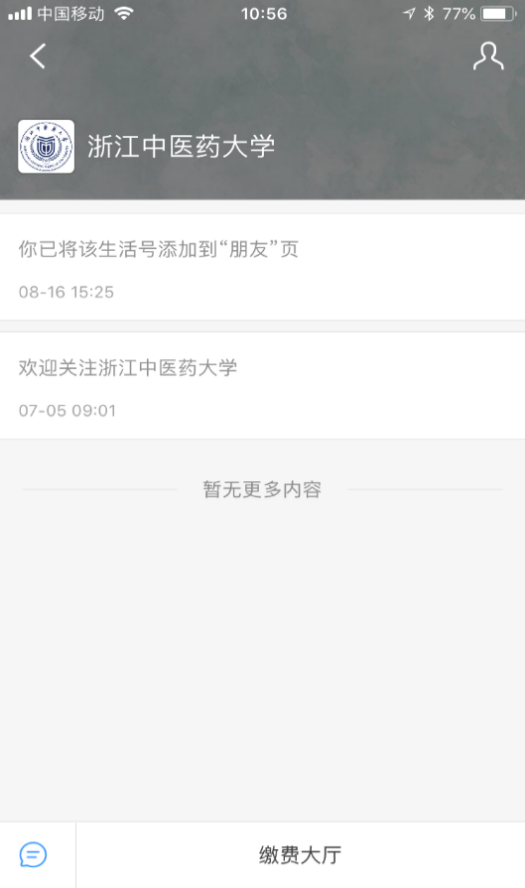 中国移动
10:56
77%
浙江中医药大学
你已将该生活号添加到“朋友”页
08-16 15:25
欢迎关注浙江中医药大学
07-05 09:01
暂无更多内容
缴费大厅